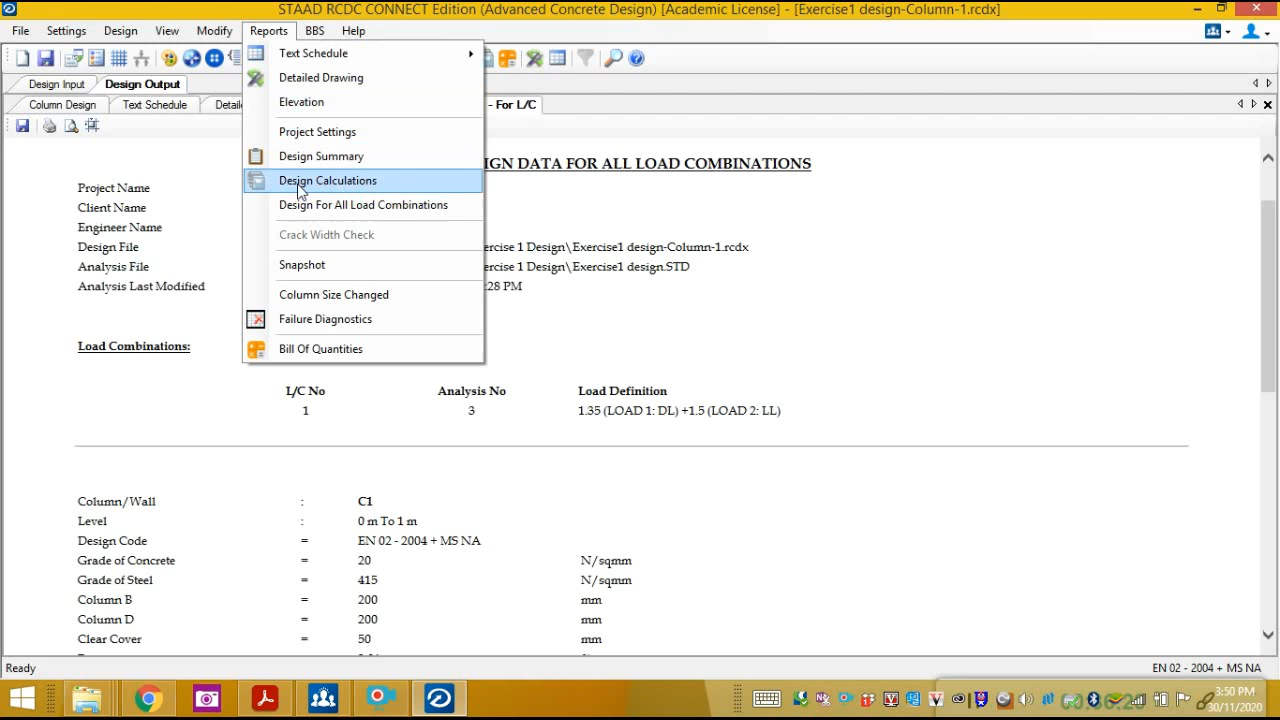 STAAD RCDC CONNECT Edition (Advanced Concrete Design) [Academic License] - [Exercise1 design-Column-1.rcdx]
File Settings Design View Modify Reports BBS Help
Design Input Design Output
Column Design Text Schedule Detaile - For L/C
Text Schedule
Detailed Drawing
Elevation
Project Settings
Design Summary
Design Calculations
Design For All Load Combinations
Crack Width Check
Snapshot
Column Size Changed
Failure Diagnostics
Bill Of Quantities
IGN DATA FOR ALL LOAD COMBINATIONS
Project Name
Client Name
Engineer Name
Design File ercise 1 Design\Exercise1 design-Column-1.rcdx
Analysis File ercise 1 Design\Exercise1 design.STD
Analysis Last Modified :28 PM
Load Combinations:
L/C No Analysis No Load Definition
1 3 1.35 (LOAD 1: DL) +1.5 (LOAD 2: LL)
Column/Wall : C1
Level : 0 m To 1 m
Design Code = EN 02 - 2004 + MS NA
Grade of Concrete = 20 N/sqmm
Grade of Steel = 415 N/sqmm
Column B = 200 mm
Column D = 200 mm
Clear Cover = 50 mm
Ready EN 02 - 2004 + MS NA
3:50 PM
30/11/2020